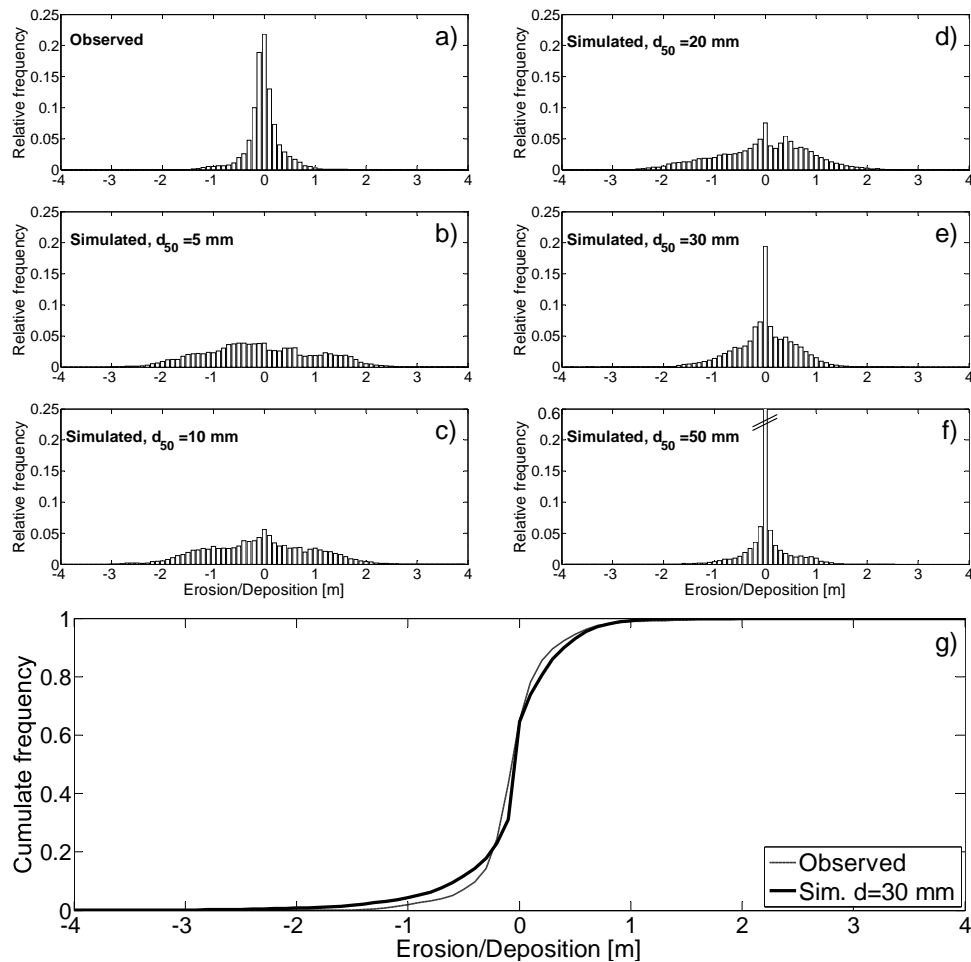 0.25
0.2
0.15
0.1
0.05
0
Relative frequency
Observed
a)
-4 -3 -2 -1 0 1 2 3 4
0.25
0.2
0.15
0.1
0.05
0
Relative frequency
Simulated, d50 =20 mm
d)
-4 -3 -2 -1 0 1 2 3 4
0.25
0.2
0.15
0.1
0.05
0
Relative frequency
Simulated, d50 =5 mm
b)
-4 -3 -2 -1 0 1 2 3 4
0.25
0.2
0.15
0.1
0.05
0
Relative frequency
Simulated, d50 =30 mm
e)
-4 -3 -2 -1 0 1 2 3 4
0.25
0.2
0.15
0.1
0.05
0
Relative frequency
Simulated, d50 =10 mm
c)
-4 -3 -2 -1 0 1 2 3 4
Erosion/Deposition [m]
0.6
0.2
0.15
0.1
0.05
0
Relative frequency
Simulated, d50 =50 mm
f)
-4 -3 -2 -1 0 1 2 3 4
Erosion/Deposition [m]
1
0.8
0.6
0.4
0.2
0
Cumulate frequency
g)
Observed
Sim. d=30 mm
-4 -3 -2 -1 0 1 2 3 4
Erosion/Deposition [m]